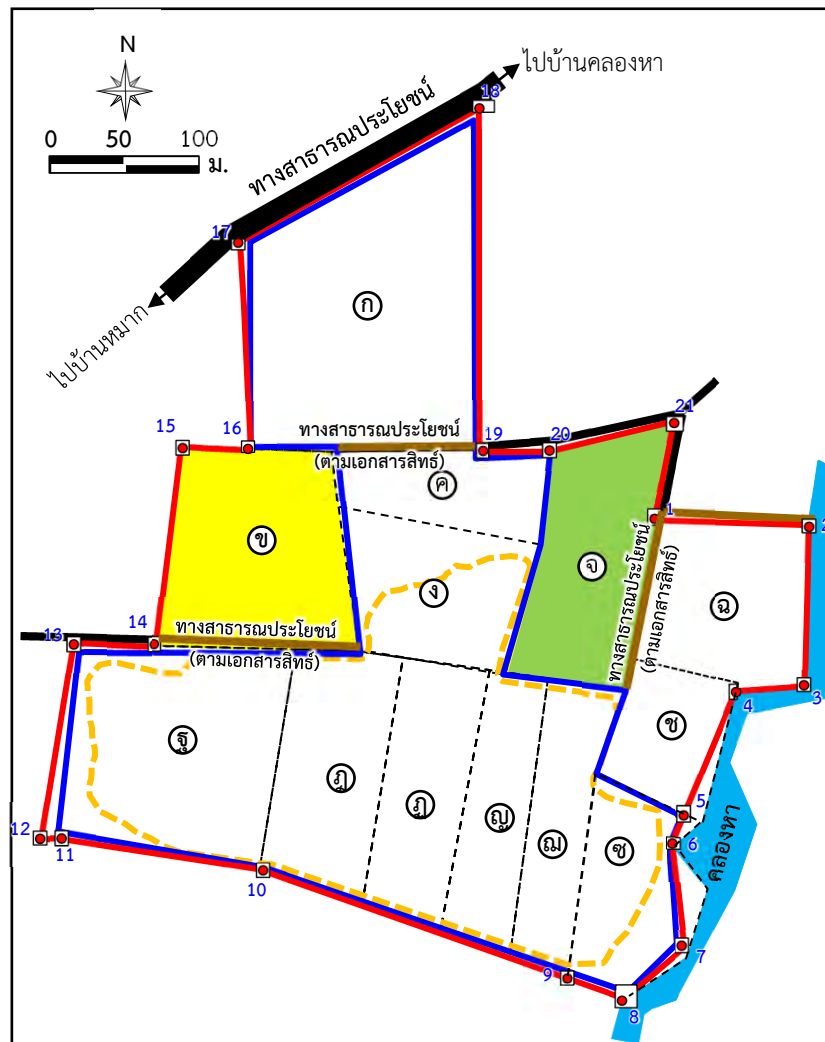 N
ไปบ้านคลองหา
0 50 100
ม.
ทางสาธารณประโยชน์
18
17
ไปบ้านหมาก
ก
21
15
16
ทางสาธารณประโยชน์
19
20
(ตามเอกสารสิทธิ์)
ค
1
2
ข
จ
ง
ฉ
ทางสาธารณประโยชน์
(ตามเอกสารสิทธิ์)
13
14
ทางสาธารณประโยชน์
(ตามเอกสารสิทธิ์)
3
4
ช
ฐ
ฏ
ฎ
ญ
ฌ
ซ
5
6
คลองหา
12
11
10
7
9
8